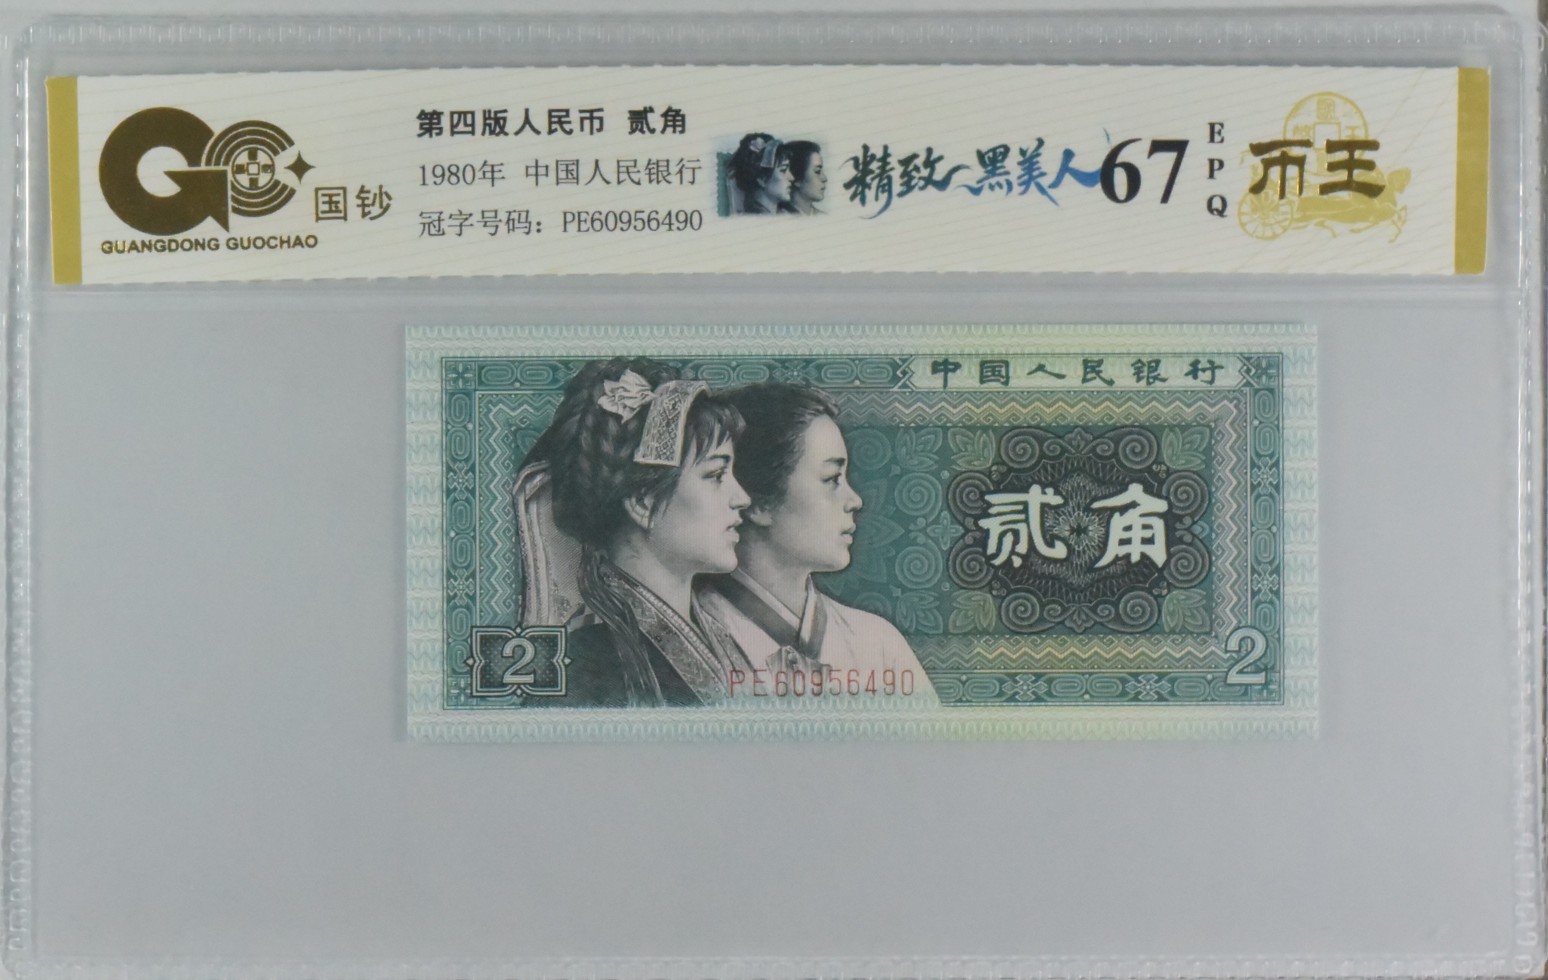 国钞
GUANGDONG GUOCHAO
第四版人民币 贰角
1980年 中国人民银行
冠字号码：PE60956490
精致黑美人
67
EPQ
币王
中国人民银行
贰角
2
2
PE60956490